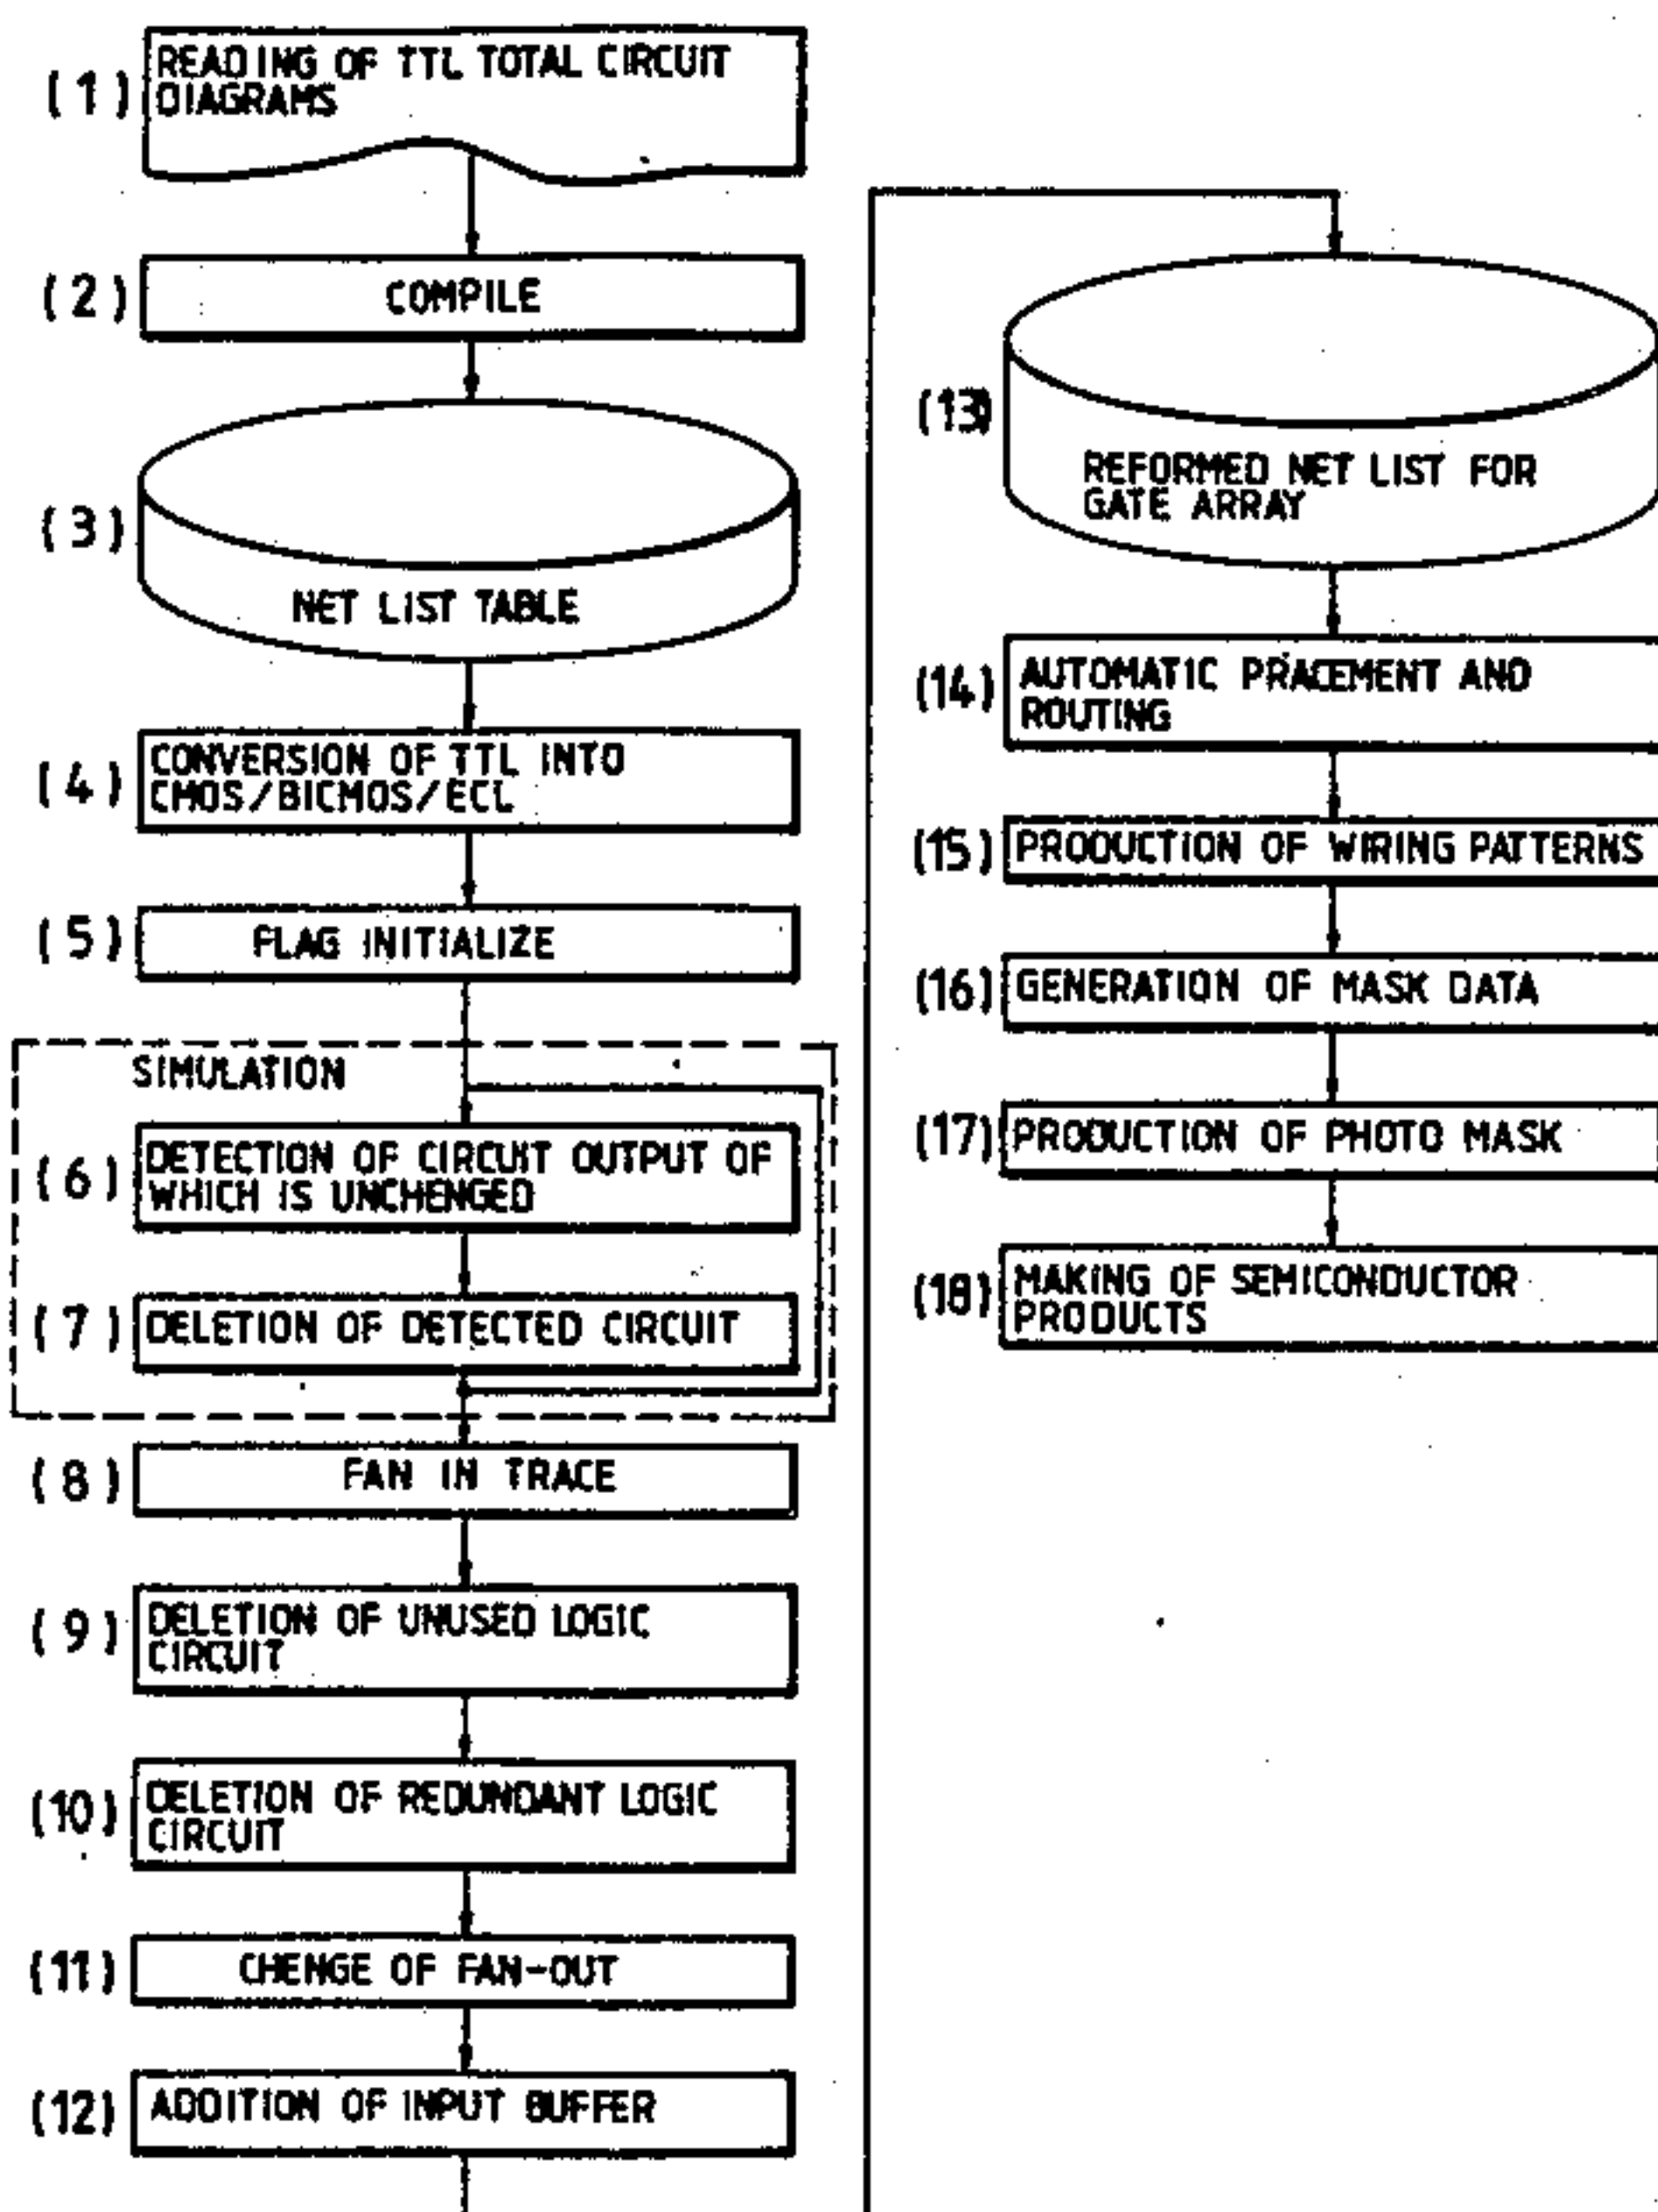 (1) READING OF TTL TOTAL CIRCUIT
DIAGRAMS
(2) COMPILE
(3) NET LIST TABLE
(4) CONVERSION OF TTL INTO
CMOS/BICMOS/ECL
(5) FLAG INITIALIZE
SIMULATION
(6) DETECTION OF CIRCUIT OUTPUT OF
WHICH IS UNCHENGED
(7) DELETION OF DETECTED CIRCUIT
(8) FAN IN TRACE
(9) DELETION OF UNUSED LOGIC
CIRCUIT
(10) DELETION OF REDUNDANT LOGIC
CIRCUIT
(11) CHENGE OF FAN-OUT
(12) ADDITION OF INPUT BUFFER
(13) REFORMED NET LIST FOR
GATE ARRAY
(14) AUTOMATIC PRACEMENT AND
ROUTING
(15) PRODUCTION OF WIRING PATTERNS
(16) GENERATION OF MASK DATA
(17) PRODUCTION OF PHOTO MASK
(18) MAKING OF SEMICONDUCTOR
PRODUCTS